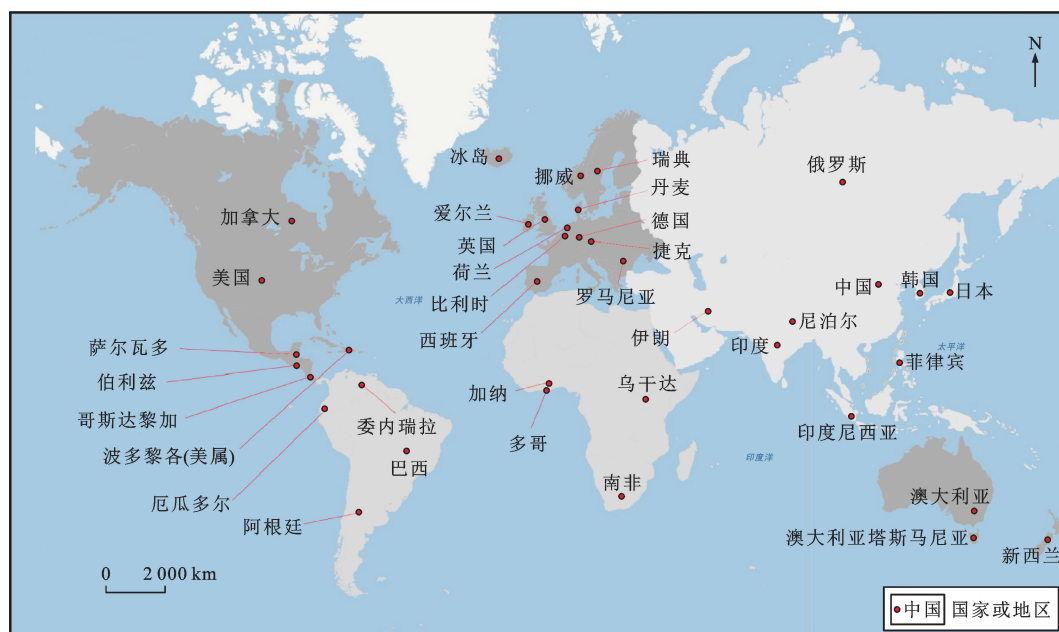 N
冰岛
挪威
瑞典
丹麦
俄罗斯
爱尔兰
英国
德国
荷兰
捷克
加拿大
美国
大西洋
比利时
罗马尼亚
西班牙
伊朗
中国
韩国
日本
尼泊尔
印度
太平洋
菲律宾
萨尔瓦多
伯利兹
哥斯达黎加
波多黎各(美属)
厄瓜多尔
阿根廷
委内瑞拉
巴西
加纳
多哥
乌干达
南非
印度洋
印度尼西亚
澳大利亚
澳大利亚塔斯马尼亚
新西兰
0 2 000 km
中国 国家或地区